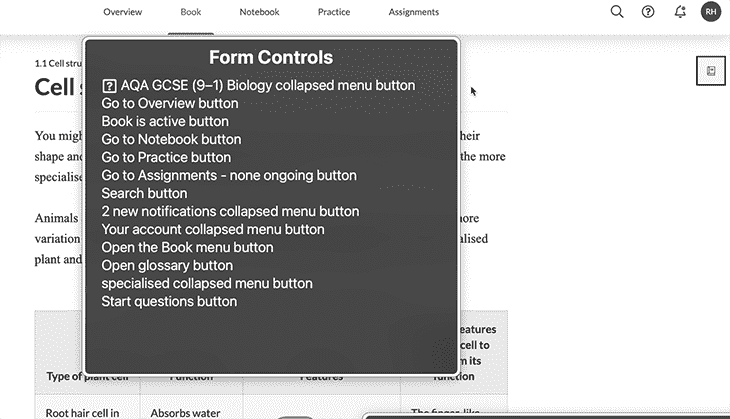 Overview Book Notebook Practice Assignments RH
1.1 Cell stru
Cell
Form Controls
AQA GCSE (9–1) Biology collapsed menu button
Go to Overview button
Book is active button
Go to Notebook button
Go to Practice button
Go to Assignments - none ongoing button
Search button
2 new notifications collapsed menu button
Your account collapsed menu button
Open the Book menu button
Open glossary button
specialised collapsed menu button
Start questions button
You migh heir
shape and the more
specialise
Animals ore
variation alised
plant and
eatures
cell to
m its
Type of plant cell Function Features function
Root hair cell in Absorbs water The finger-like